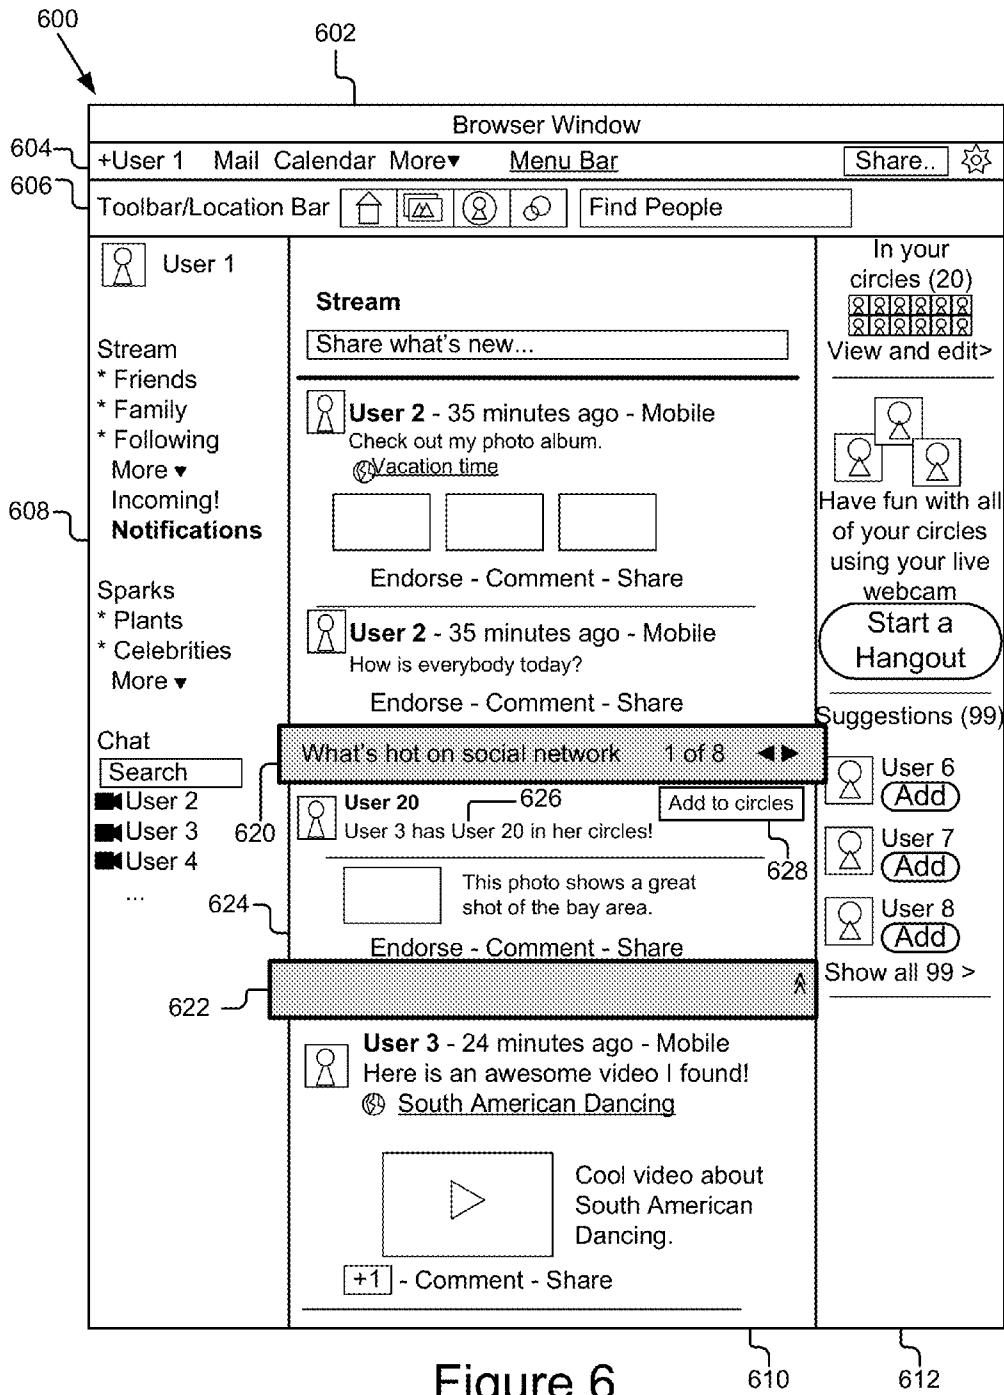 600
602
Browser Window
604
+User 1 Mail Calendar More▾ Menu Bar Share..
606
Toolbar/Location Bar Find People
User 1
Stream
* Friends
* Family
* Following
More ▾
Incoming!
Notifications
608
Sparks
* Plants
* Celebrities
More ▾
Chat
Search
User 2
User 3
User 4
...
Stream
Share what's new...
User 2 - 35 minutes ago - Mobile
Check out my photo album.
Vacation time
Endorse - Comment - Share
User 2 - 35 minutes ago - Mobile
How is everybody today?
Endorse - Comment - Share
What's hot on social network 1 of 8 ◀▶
620
User 20
626
Add to circles
User 3 has User 20 in her circles!
628
This photo shows a great
shot of the bay area.
624
Endorse - Comment - Share
622
User 3 - 24 minutes ago - Mobile
Here is an awesome video I found!
South American Dancing
Cool video about
South American
Dancing.
+1 - Comment - Share
In your
circles (20)
View and edit>
Have fun with all
of your circles
using your live
webcam
Start a
Hangout
Suggestions (99)
User 6
Add
User 7
Add
User 8
Add
Show all 99 >
610
612
Figure 6